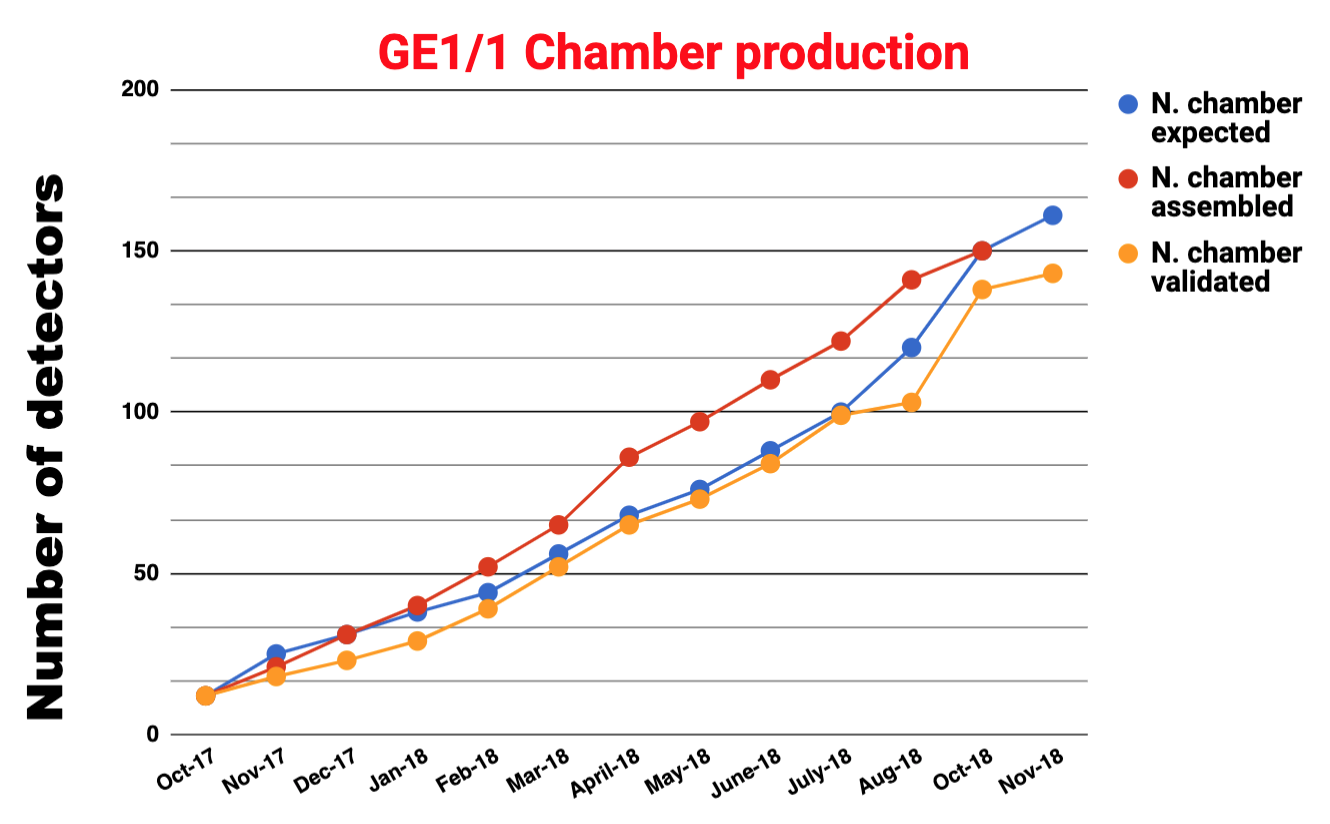 GE1/1 Chamber production
200
150
100
50
0
Number of detectors
Oct-17
Nov-17
Dec-17
Jan-18
Feb-18
Mar-18
April-18
May-18
June-18
July-18
Aug-18
Oct-18
Nov-18
N. chamber
expected
N. chamber
assembled
N. chamber
validated